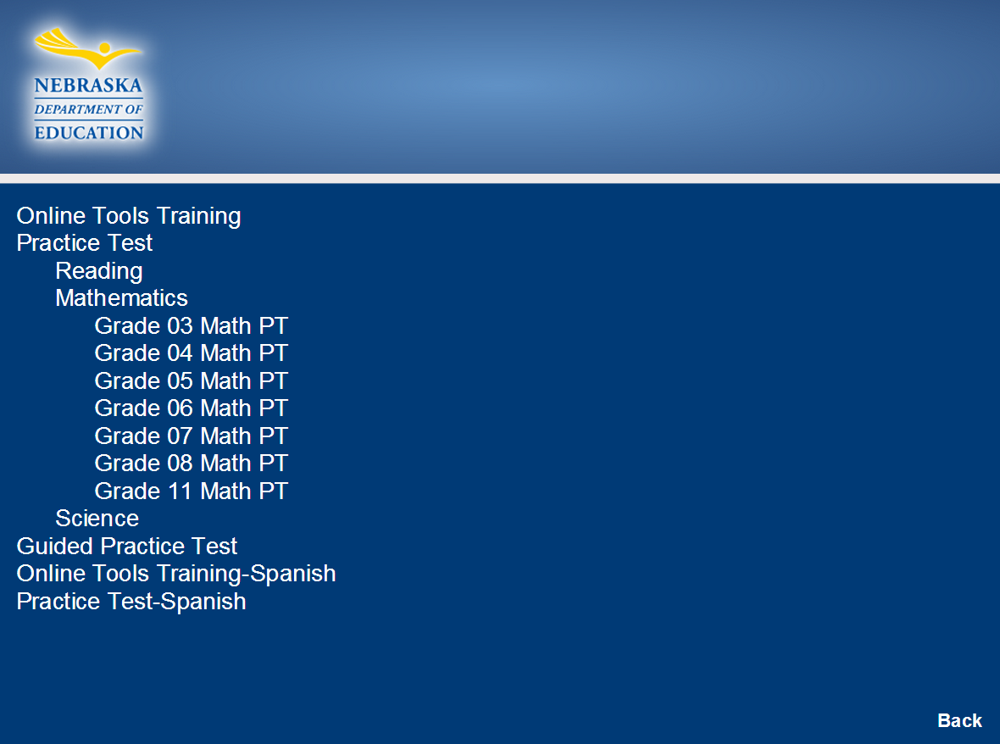 NEBRASKA
DEPARTMENT OF
EDUCATION
Online Tools Training
Practice Test
Reading
Mathematics
Grade 03 Math PT
Grade 04 Math PT
Grade 05 Math PT
Grade 06 Math PT
Grade 07 Math PT
Grade 08 Math PT
Grade 11 Math PT
Science
Guided Practice Test
Online Tools Training-Spanish
Practice Test-Spanish
Back